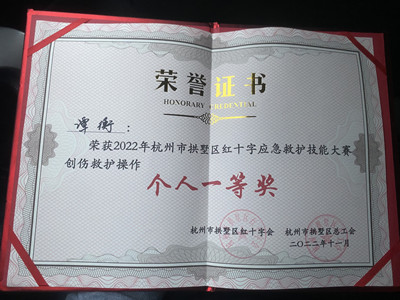 荣誉证书
HONORARY CREDENTIAL
谭衡：
荣获2022年杭州市拱墅区红十字应急救护技能大赛
创伤救护操作
个人一等奖
杭州市拱墅区红十字会 杭州市拱墅区总工会
二〇二二年十一月